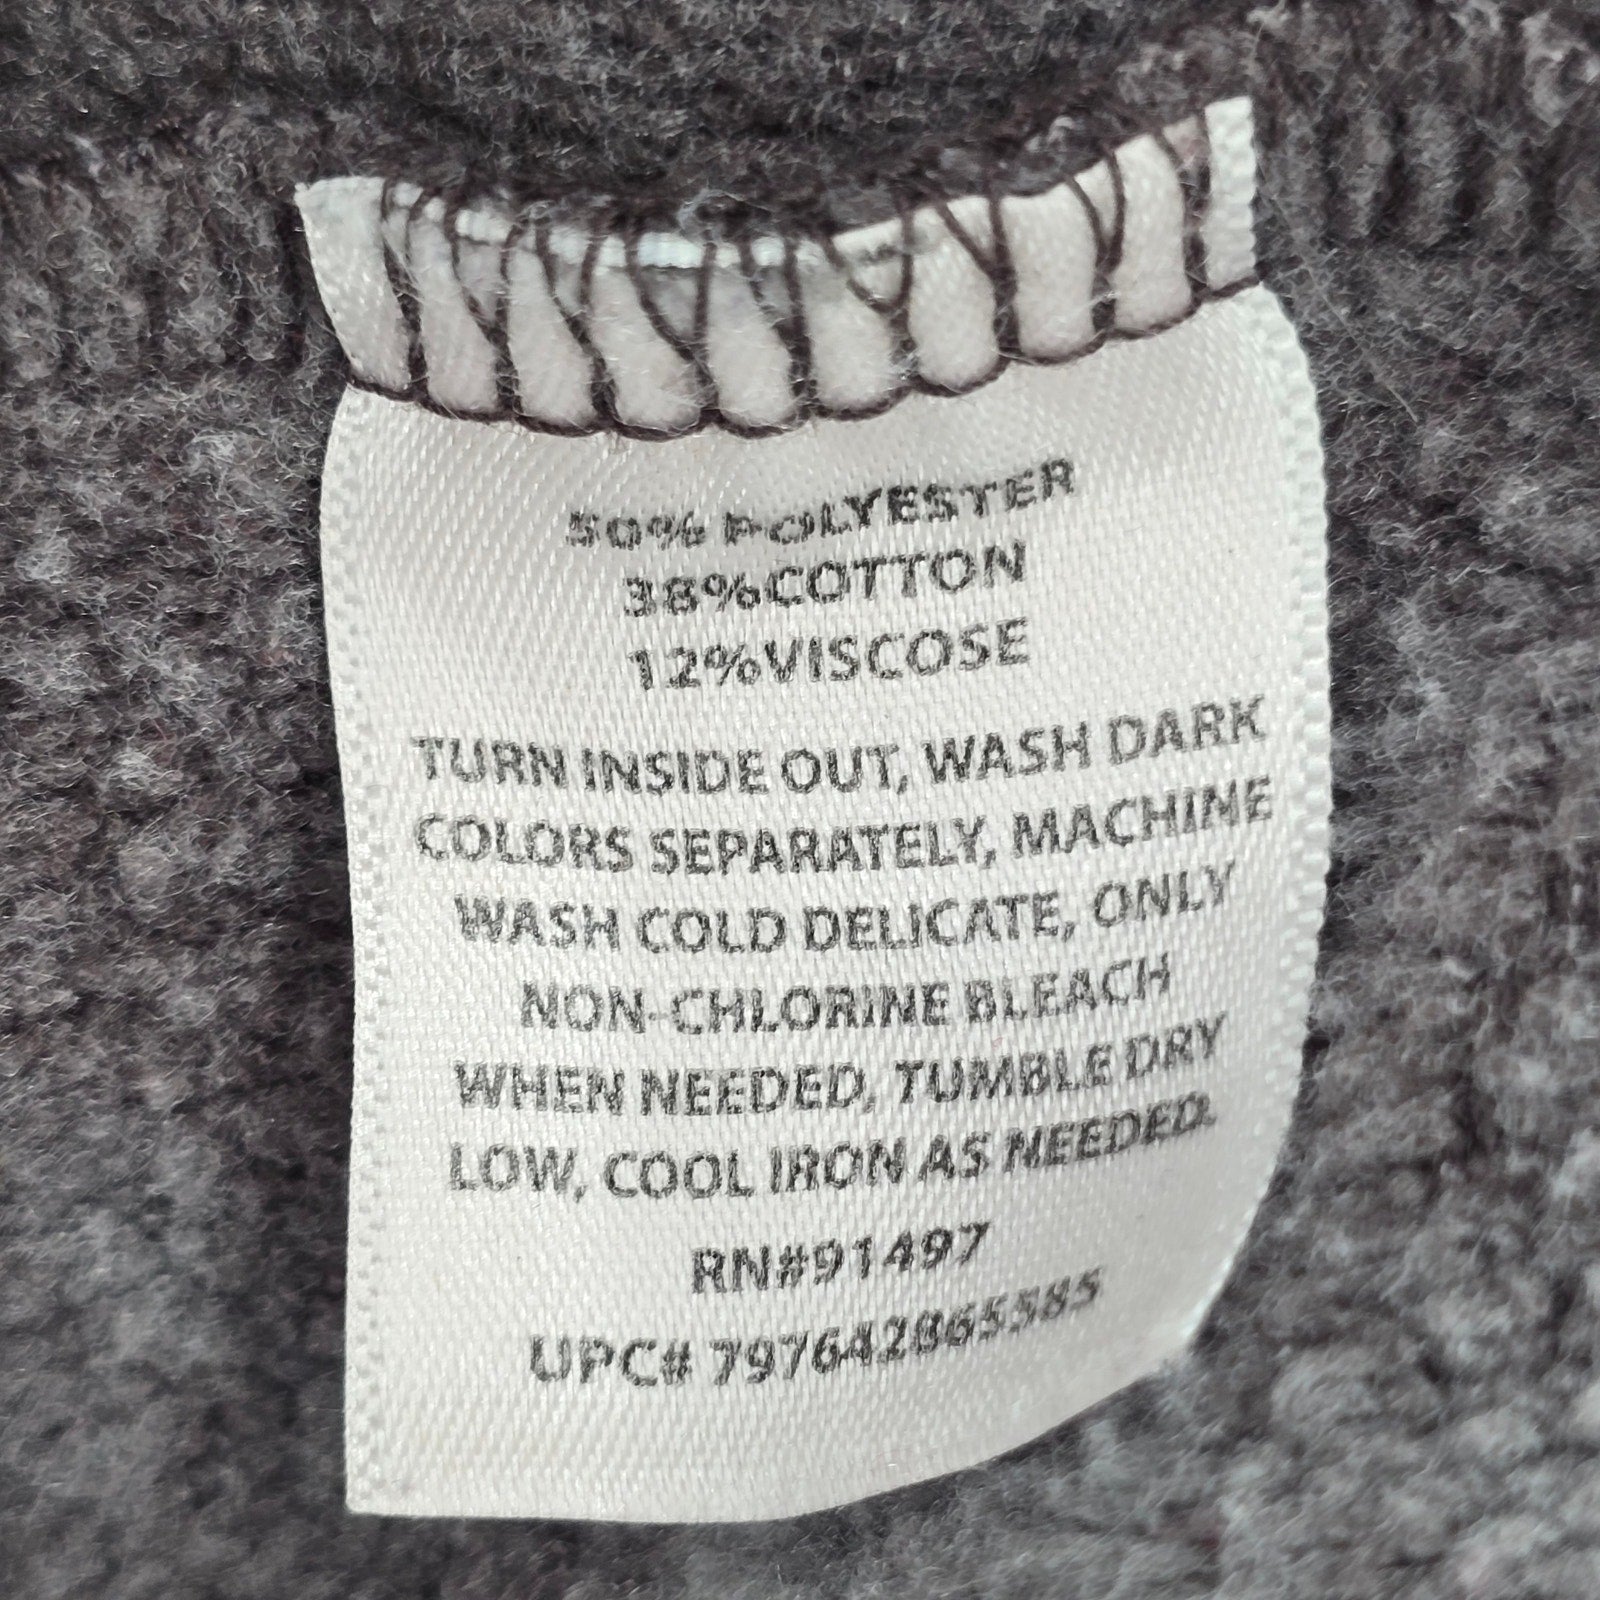 50% POLYESTER
38%COTTON
12%VISCOSE
TURN INSIDE OUT, WASH DARK
COLORS SEPARATELY, MACHINE
WASH COLD DELICATE, ONLY
NON-CHLORINE BLEACH
WHEN NEEDED, TUMBLE DRY
LOW, COOL IRON AS NEEDED.
RN#91497
UPC# 797642865585